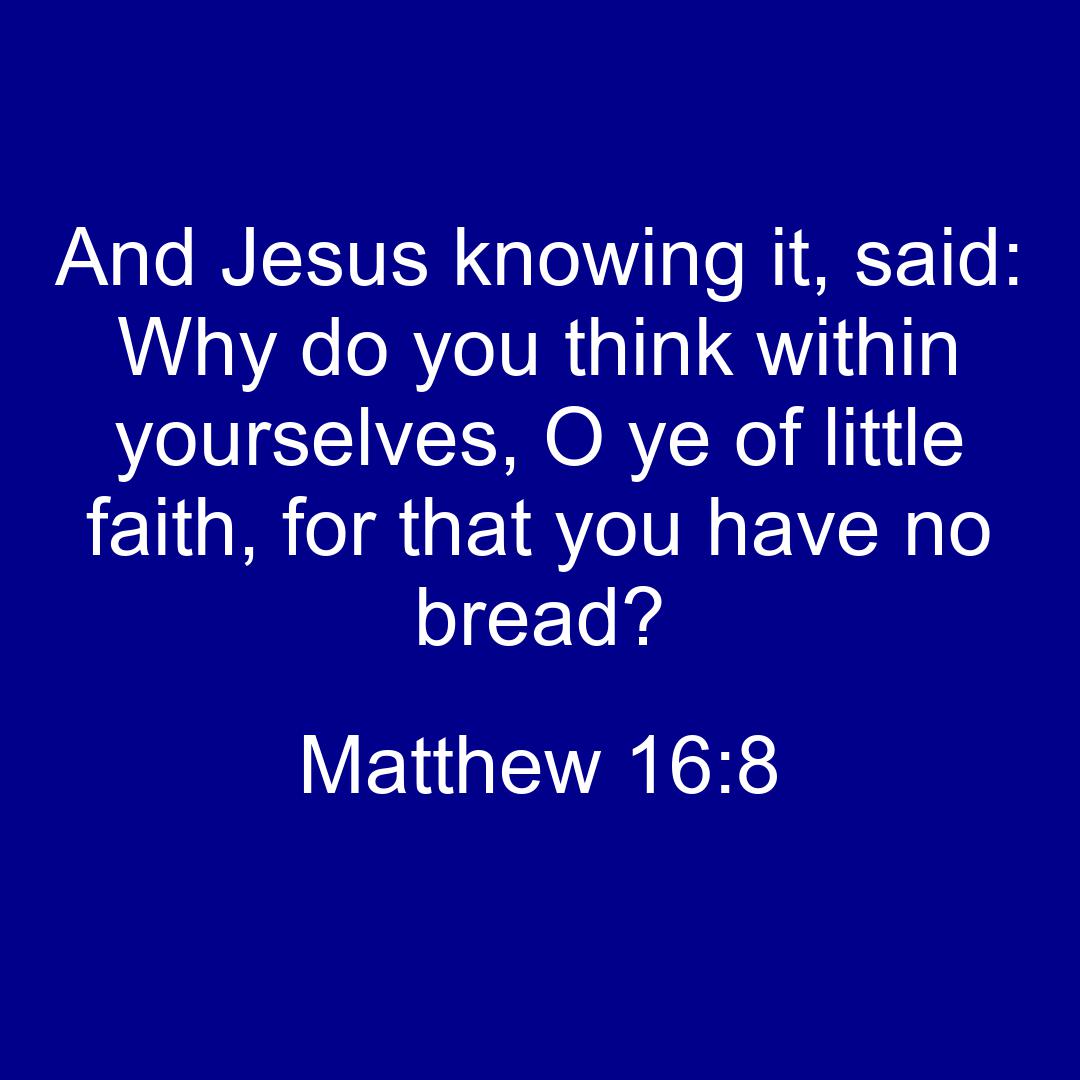 And Jesus knowing it, said:
Why do you think within
yourselves, O ye of little
faith, for that you have no
bread?
Matthew 16:8